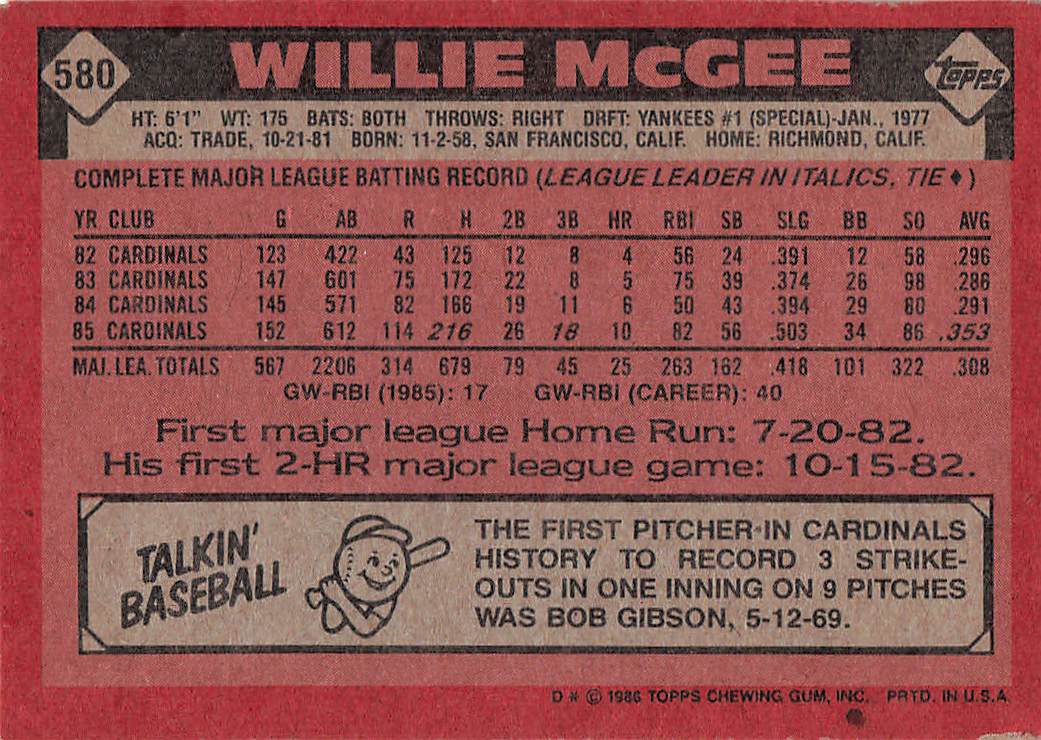 580 WILLIE McGEE topps
HT: 6'1" WT: 175 BATS: BOTH THROWS: RIGHT DRFT: YANKEES #1 (SPECIAL)-JAN., 1977
ACQ: TRADE, 10-21-81 BORN: 11-2-58, SAN FRANCISCO, CALIF. HOME: RICHMOND, CALIF.
COMPLETE MAJOR LEAGUE BATTING RECORD (LEAGUE LEADER IN ITALICS, TIE ♦)
YR CLUB G AB R H 2B 3B HR RBI SB SLG BB SO AVG
82 CARDINALS 123 422 43 125 12 8 4 56 24 .391 12 58 .296
83 CARDINALS 147 601 75 172 22 8 5 75 39 .374 26 98 .286
84 CARDINALS 145 571 82 166 19 11 6 50 43 .394 29 80 .291
85 CARDINALS 152 612 114 216 26 18 10 82 56 .503 34 86 .353
MAJ. LEA. TOTALS 567 2206 314 679 79 45 25 263 162 .418 101 322 .308
GW-RBI (1985): 17 GW-RBI (CAREER): 40
First major league Home Run: 7-20-82.
His first 2-HR major league game: 10-15-82.
TALKIN'
BASEBALL
THE FIRST PITCHER IN CARDINALS
HISTORY TO RECORD 3 STRIKE-
OUTS IN ONE INNING ON 9 PITCHES
WAS BOB GIBSON, 5-12-69.
D * © 1986 TOPPS CHEWING GUM, INC. PRTD. IN U.S.A.